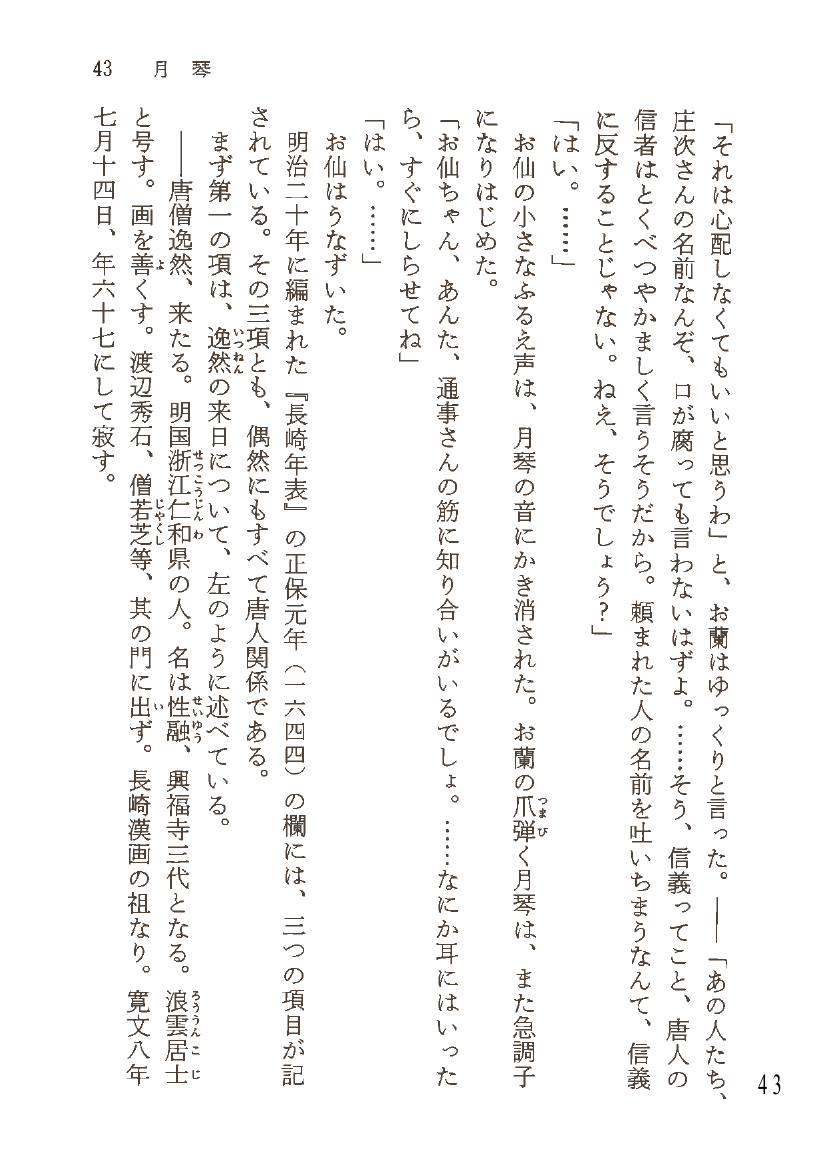 43　月琴
「それは心配しなくてもいいと思うわ」と、お蘭はゆっくりと言った。――「あの人たち、
庄次さんの名前なんぞ、口が腐っても言わないはずよ。……そう、信義ってこと、唐人の
信者はとくべつやかましく言うそうだから。頼まれた人の名前を吐いちまうなんて、信義
に反することじゃない。ねえ、そうでしょう？」
「はい。……」
お仙の小さなふるえ声は、月琴の音にかき消された。お蘭の爪弾く月琴は、また急調子
になりはじめた。
「お仙ちゃん、あんた、通事さんの筋に知り合いがいるでしょ。……なにか耳にはいった
ら、すぐにしらせてね」
「はい。……」
お仙はうなずいた。
明治二十年に編まれた『長崎年表』の正保元年（一六四四）の欄には、三つの項目が記
されている。その三項とも、偶然にもすべて唐人関係である。
まず第一の項は、逸然の来日について、左のように述べている。
――唐僧逸然、来たる。明国浙江仁和県の人。名は性融、興福寺三代となる。浪雲居士
と号す。画を善くす。渡辺秀石、僧若芝等、其の門に出ず。長崎漢画の祖なり。寛文八年
七月十四日、年六十七にして寂す。
43